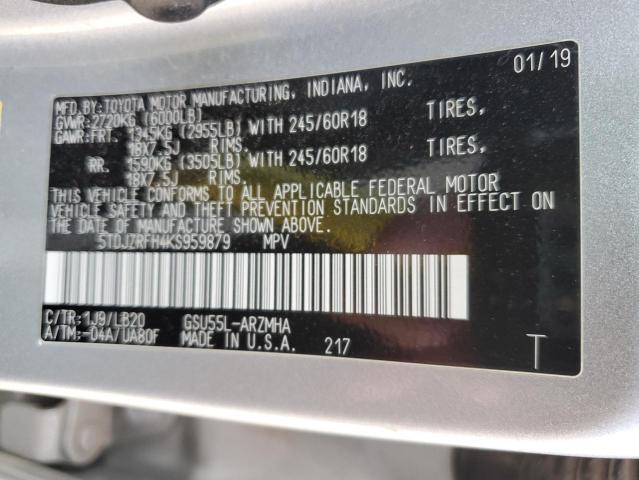 01/19
MFD.BY:TOYOTA MOTOR MANUFACTURING, INDIANA, INC.
GVWR:2720KG (6000LB)
GAWR:FRT. 1345KG (2955LB) WITH 245/60R18 TIRES,
18X7.5J RIMS.
RR. 1590KG (3505LB) WITH 245/60R18 TIRES,
18X7.5J RIMS.
THIS VEHICLE CONFORMS TO ALL APPLICABLE FEDERAL MOTOR
VEHICLE SAFETY AND THEFT PREVENTION STANDARDS IN EFFECT ON
THE DATE OF MANUFACTURE SHOWN ABOVE.
5TDJZRFH4KS959879 MPV
C/TR:1J9/LB20 GSU55L-ARZMHA
A/TM:-04A/UA80F MADE IN U.S.A. 217
T